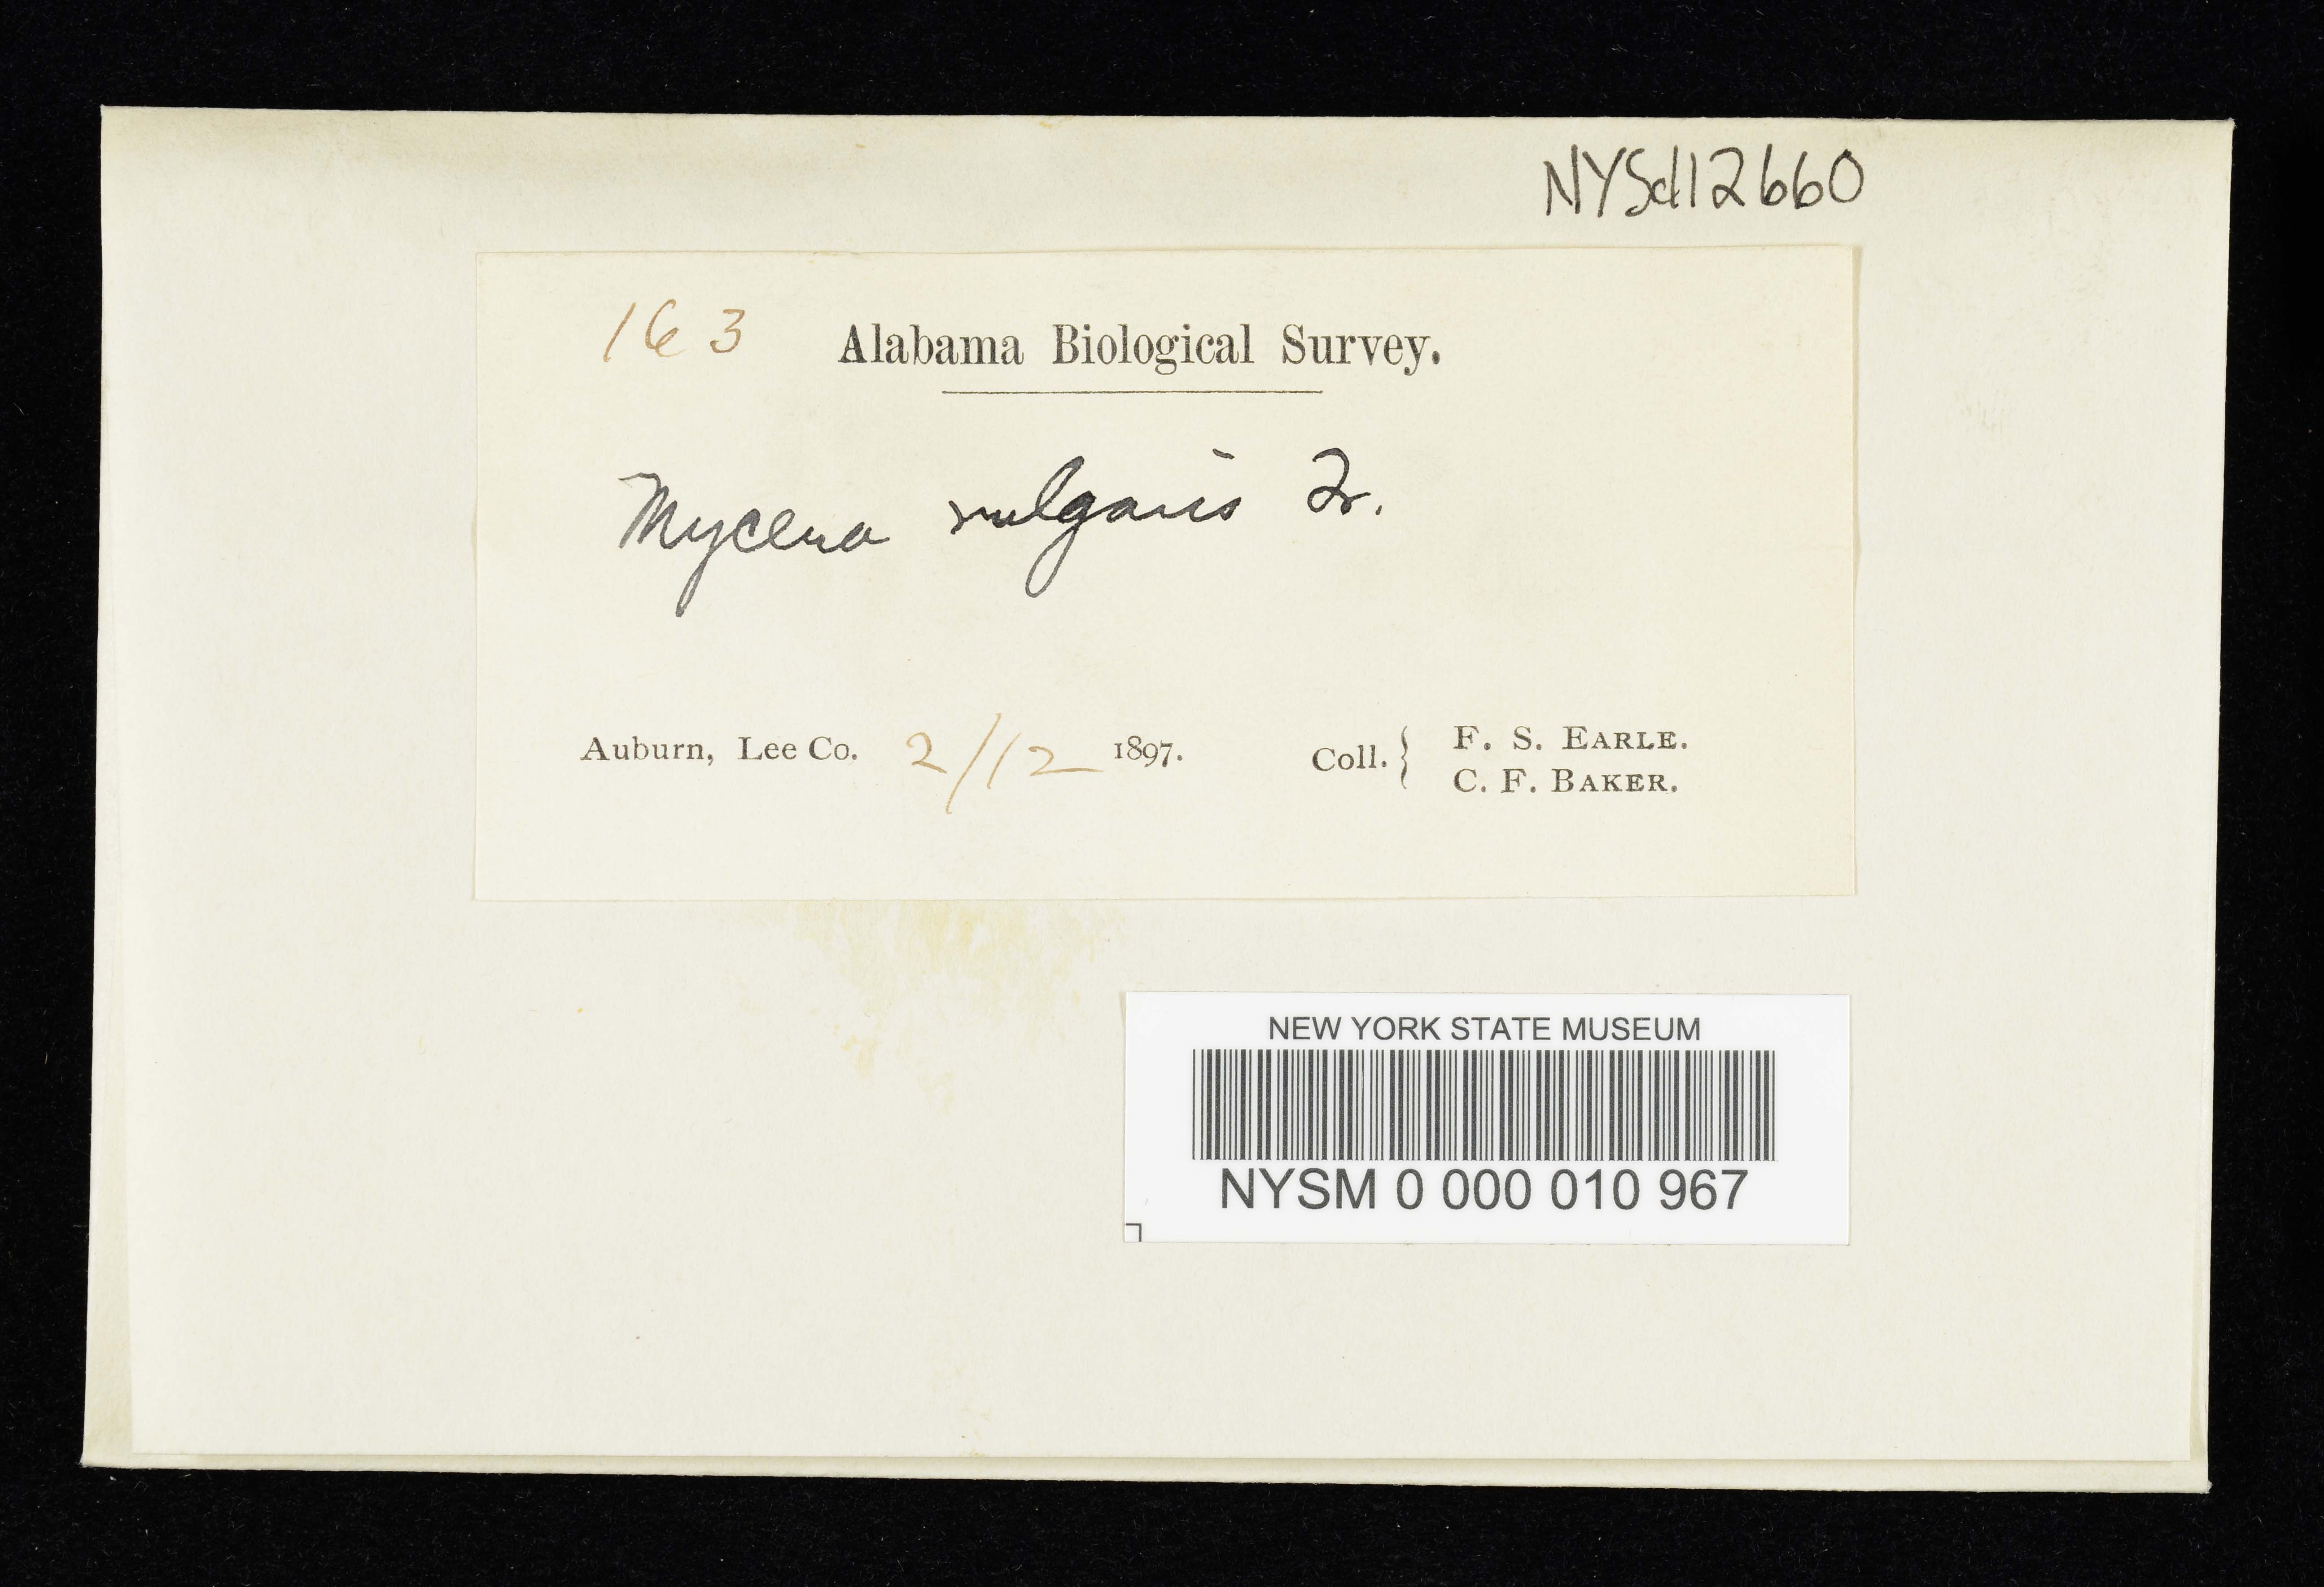 NYSd12660
163 Alabama Biological Survey.
Mycena vulgaris Fr.
Auburn, Lee Co. 2/12 1897. Coll. { F. S. EARLE.
C. F. BAKER.
NEW YORK STATE MUSEUM
NYSM 0 000 010 967